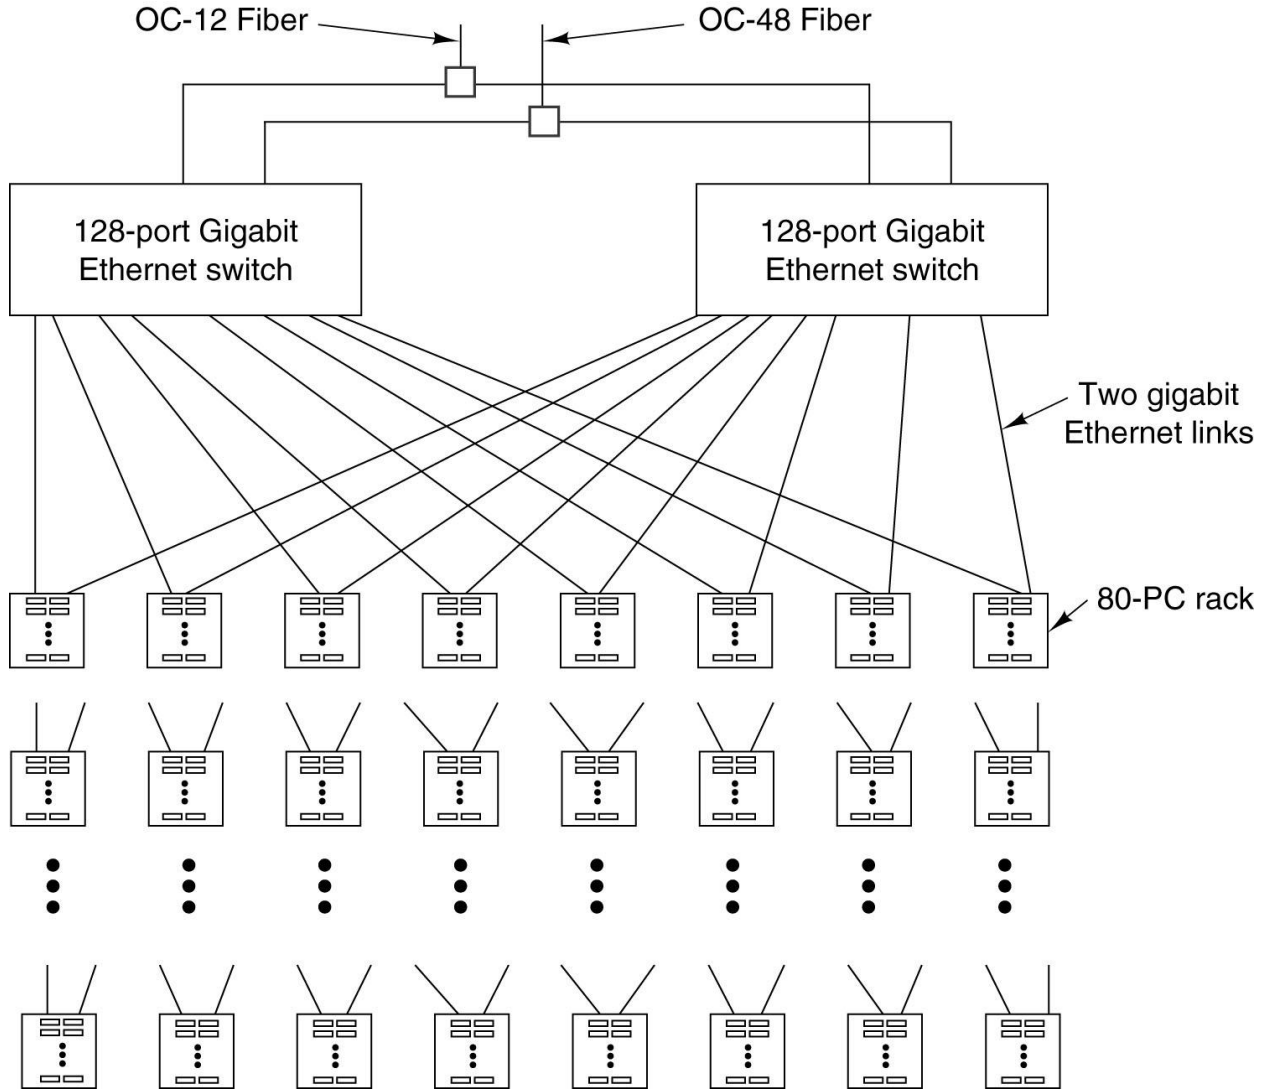 OC-12 Fiber
OC-48 Fiber
128-port Gigabit
Ethernet switch
128-port Gigabit
Ethernet switch
Two gigabit
Ethernet links
80-PC rack